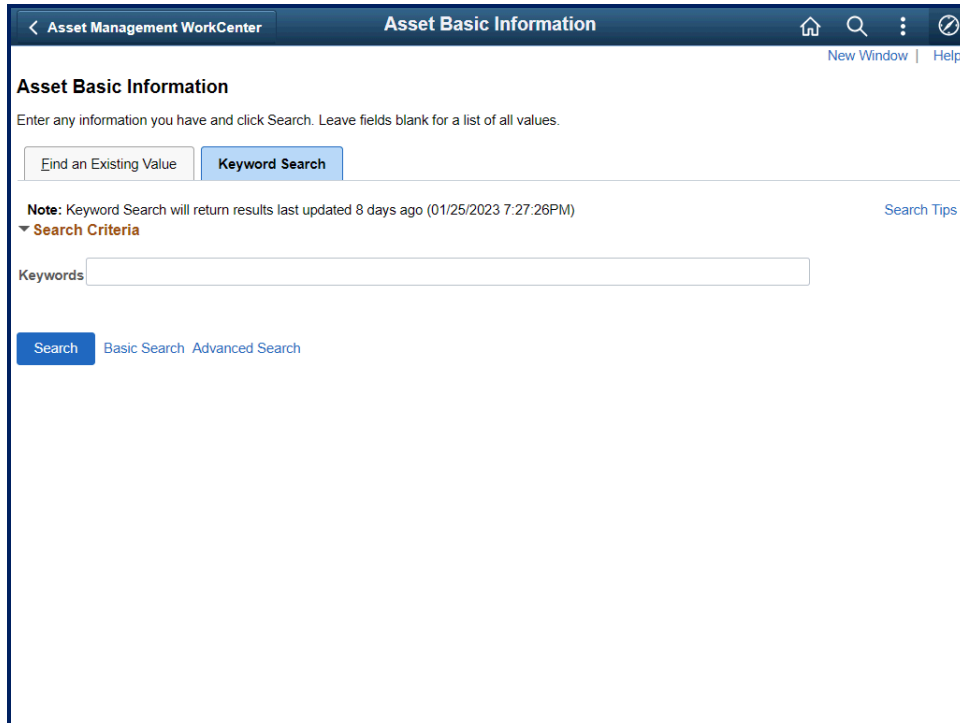 Asset Management WorkCenter
Asset Basic Information
New Window | Help
Asset Basic Information
Enter any information you have and click Search. Leave fields blank for a list of all values.
Find an Existing Value
Keyword Search
Note: Keyword Search will return results last updated 8 days ago (01/25/2023 7:27:26PM)
Search Tips
Search Criteria
Keywords
Search
Basic Search Advanced Search